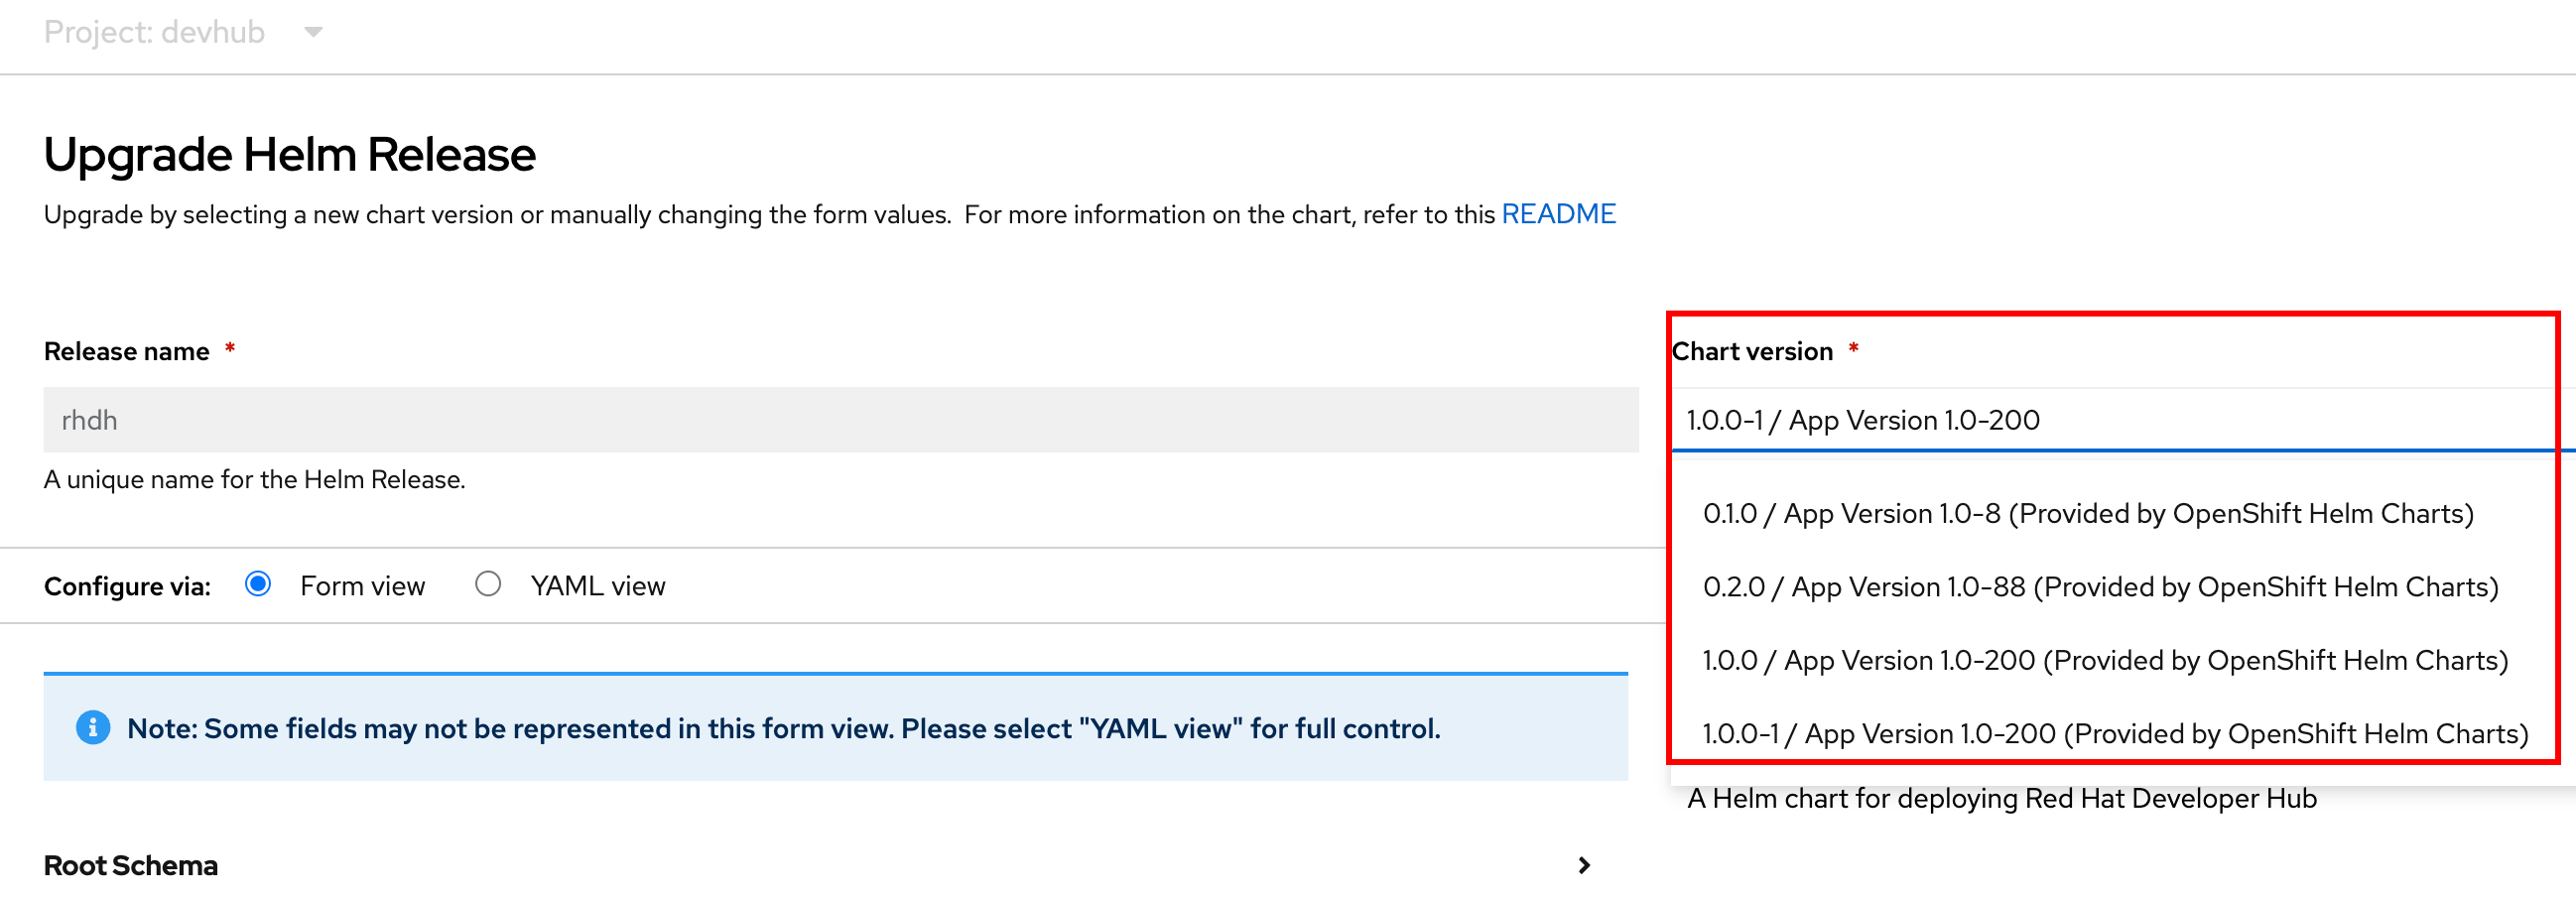 Project: devhub
Upgrade Helm Release
Upgrade by selecting a new chart version or manually changing the form values.  For more information on the chart, refer to this README
Release name *
rhdh
A unique name for the Helm Release.
Chart version *
1.0.0-1 / App Version 1.0-200
0.1.0 / App Version 1.0-8 (Provided by OpenShift Helm Charts)
0.2.0 / App Version 1.0-88 (Provided by OpenShift Helm Charts)
1.0.0 / App Version 1.0-200 (Provided by OpenShift Helm Charts)
1.0.0-1 / App Version 1.0-200 (Provided by OpenShift Helm Charts)
A Helm chart for deploying Red Hat Developer Hub
Configure via: Form view YAML view
Note: Some fields may not be represented in this form view. Please select "YAML view" for full control.
Root Schema